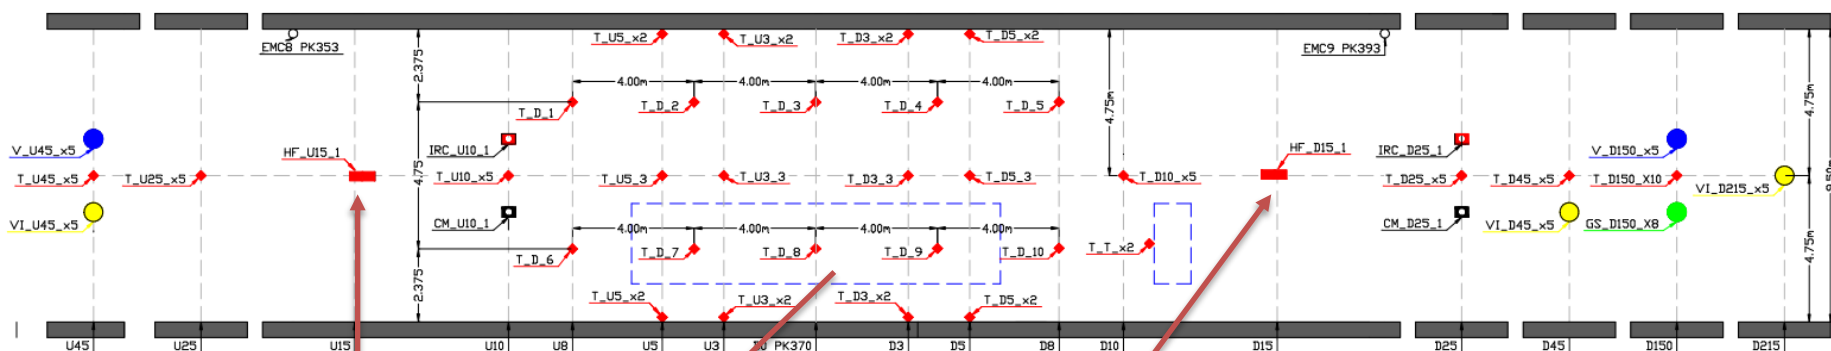 EMC8 PK353
T_U5_x2
T_U3_x2
T_D3_x2
T_D5_x2
EMC9 PK393
2.375
4.00m
4.00m
4.00m
4.00m
T_D_1
T_D_2
T_D_3
T_D_4
T_D_5
4.75m
4.75m
V_U45_x5
HF_U15_1
IRC_U10_1
HF_D15_1
IRC_D25_1
V_D150_x5
T_U45_x5
T_U25_x5
4.75
T_U10_x5
T_U5_3
T_U3_3
T_D3_3
T_D5_3
T_D10_x5
T_D25_x5
T_D45_x5
T_D150_X10
VI_D215_x5
9.50m
VI_U45_x5
CM_U10_1
CM_D25_1
VI_D45_x5
GS_D150_X8
4.00m
4.00m
4.00m
4.00m
T_D_6
T_D_7
T_D_8
T_D_9
T_D_10
T_T_x2
4.75m
2.375
T_U5_x2
T_U3_x2
T_D3_x2
T_D5_x2
U45
U25
U15
U10
U8
U5
U3
D0 PK370
D3
D5
D8
D10
D15
D25
D45
D150
D215